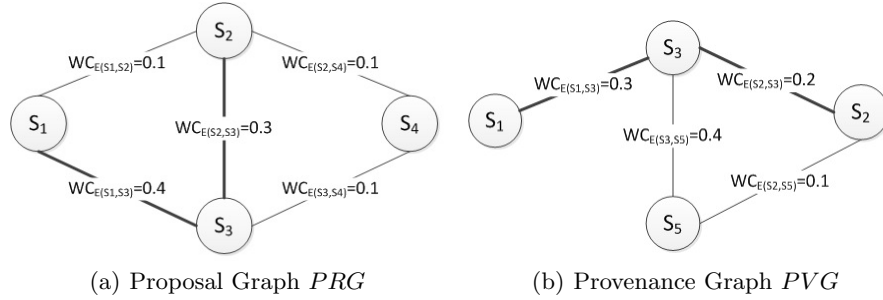 S2
WCE(S1,S2)=0.1
WCE(S2,S4)=0.1
S1
WCE(S2,S3)=0.3
S4
WCE(S1,S3)=0.4
WCE(S3,S4)=0.1
S3
(a) Proposal Graph PRG
S3
WCE(S1,S3)=0.3
WCE(S2,S3)=0.2
S1
S2
WCE(S3,S5)=0.4
WCE(S2,S5)=0.1
S5
(b) Provenance Graph PVG